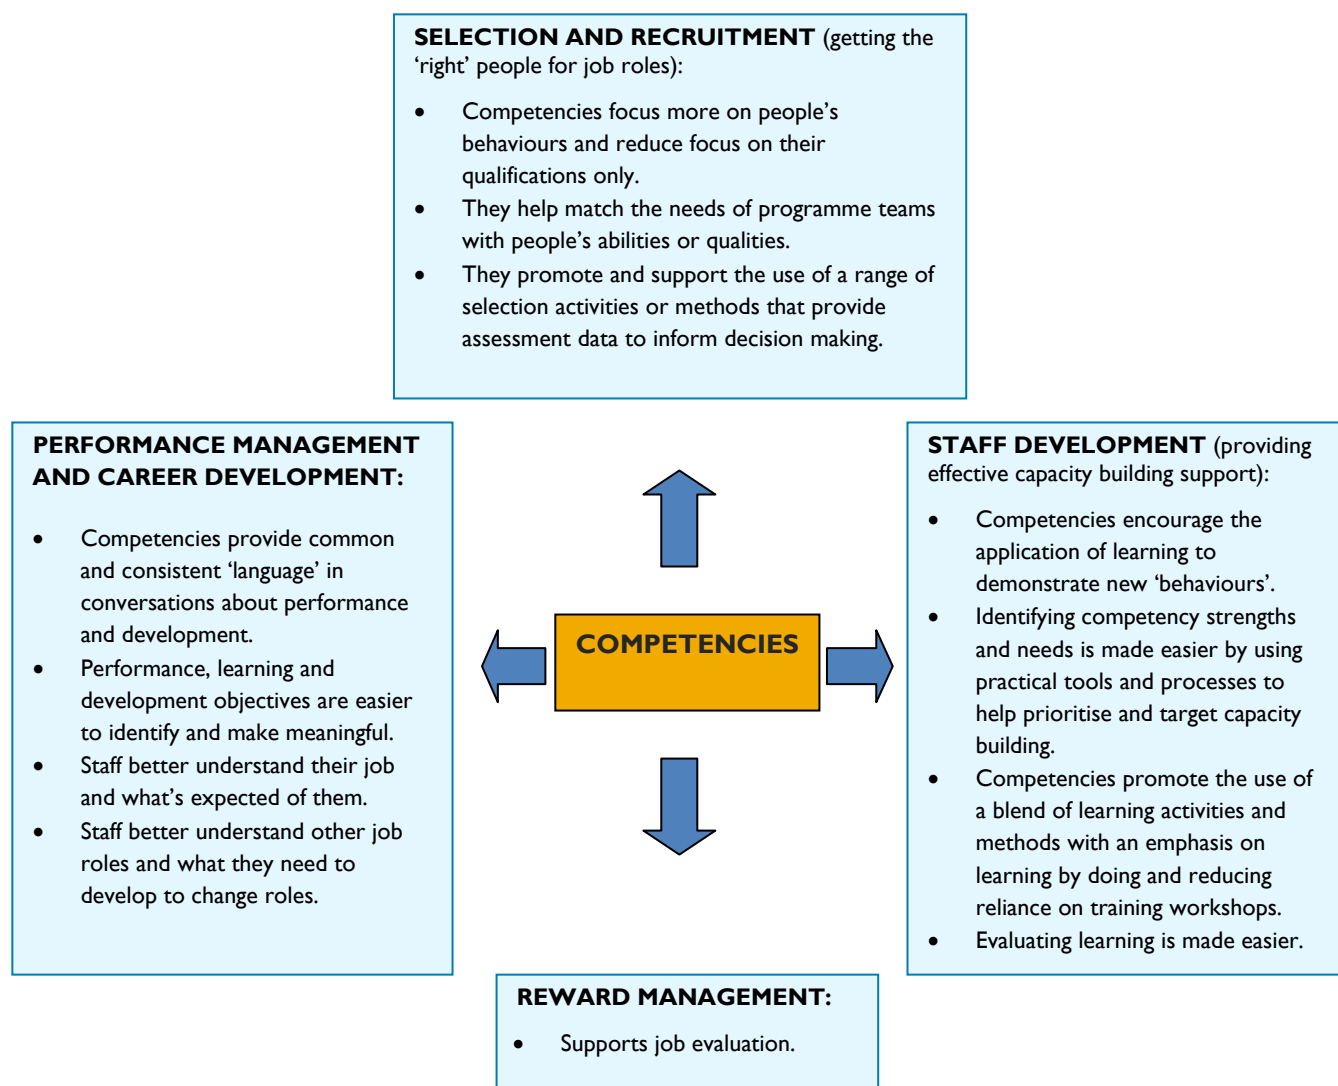 SELECTION AND RECRUITMENT (getting the
‘right’ people for job roles):
• Competencies focus more on people’s
behaviours and reduce focus on their
qualifications only.
• They help match the needs of programme teams
with people’s abilities or qualities.
• They promote and support the use of a range of
selection activities or methods that provide
assessment data to inform decision making.
PERFORMANCE MANAGEMENT
AND CAREER DEVELOPMENT:
• Competencies provide common
and consistent ‘language’ in
conversations about performance
and development.
• Performance, learning and
development objectives are easier
to identify and make meaningful.
• Staff better understand their job
and what’s expected of them.
• Staff better understand other job
roles and what they need to
develop to change roles.
COMPETENCIES
STAFF DEVELOPMENT (providing
effective capacity building support):
• Competencies encourage the
application of learning to
demonstrate new ‘behaviours’.
• Identifying competency strengths
and needs is made easier by using
practical tools and processes to
help prioritise and target capacity
building.
• Competencies promote the use of
a blend of learning activities and
methods with an emphasis on
learning by doing and reducing
reliance on training workshops.
• Evaluating learning is made easier.
REWARD MANAGEMENT:
• Supports job evaluation.